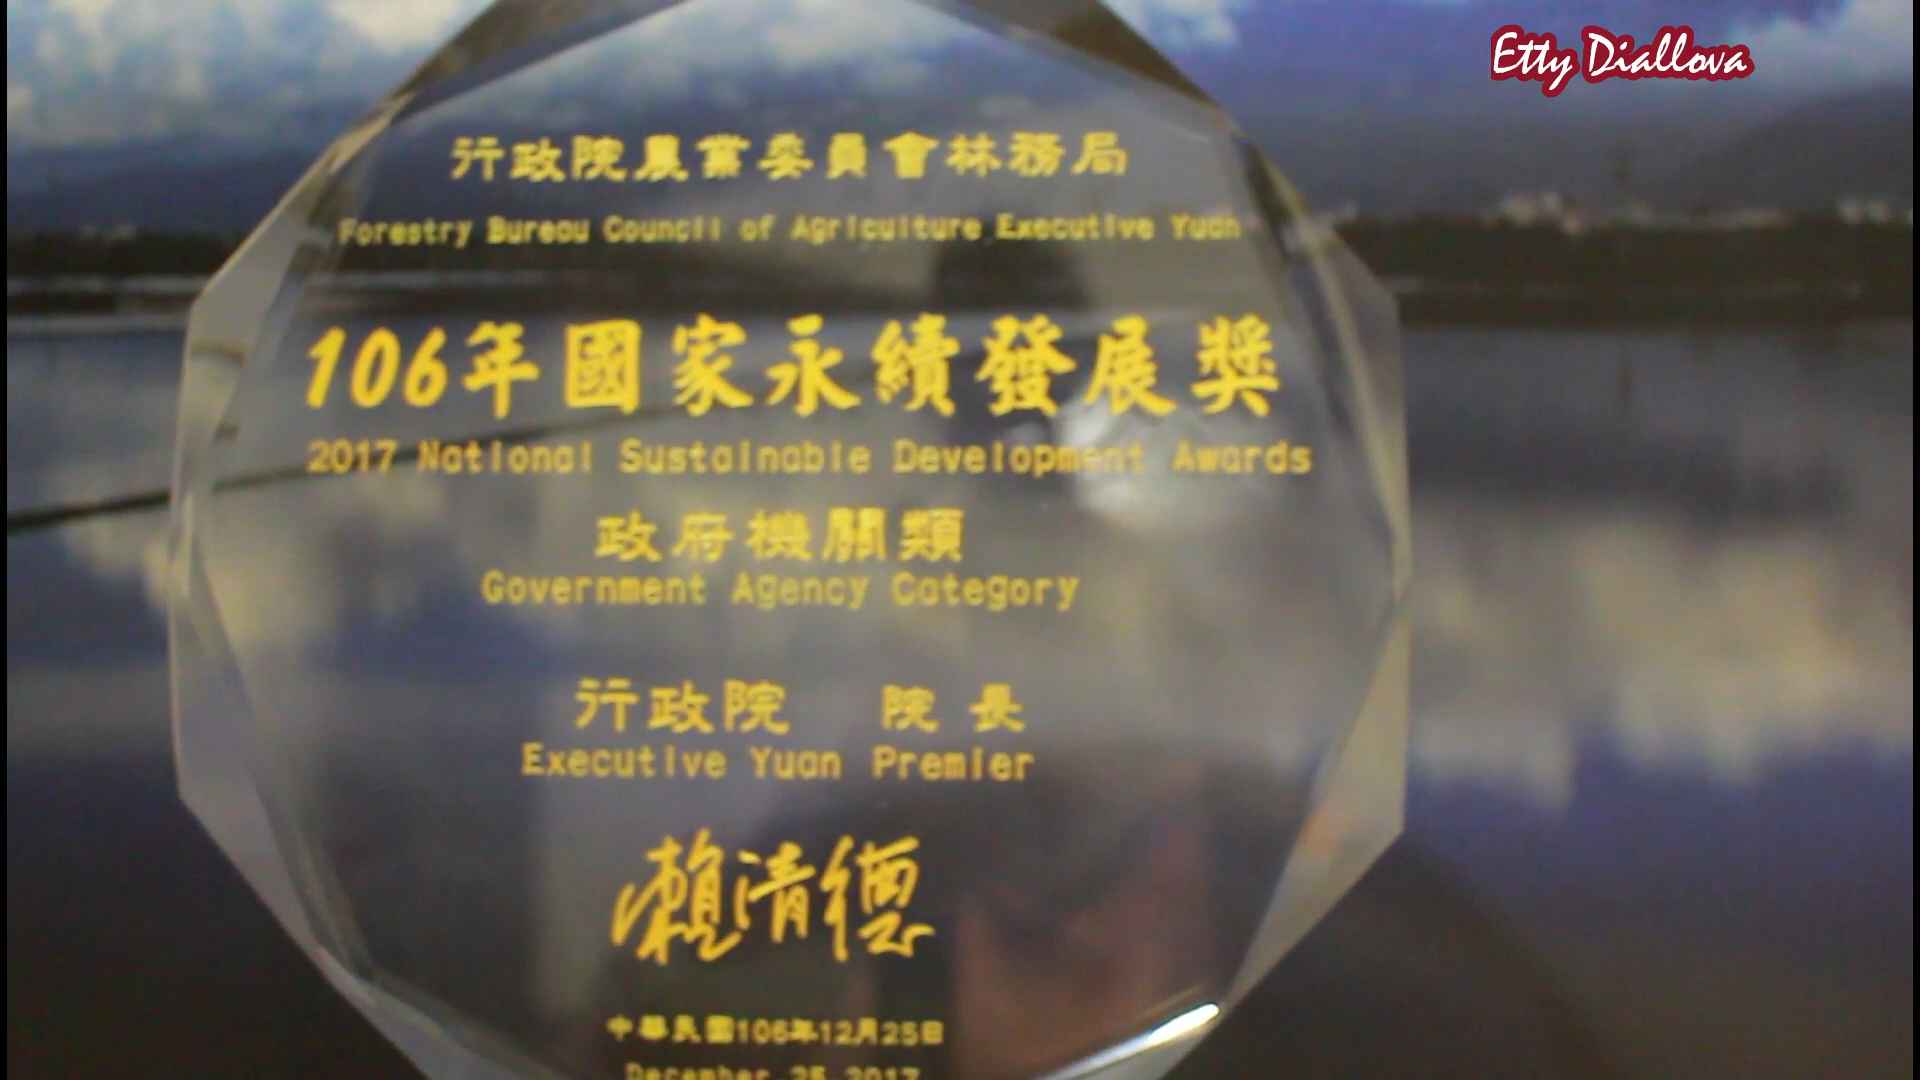 Etty Diallova
行政院農業委員會林務局
Forestry Bureau Council of Agriculture Executive Yuan
106年國家永續發展獎
2017 National Sustainable Development Awards
政府機關類
Government Agency Category
行政院 院長
Executive Yuan Premier
賴清德
中華民國106年12月25日
December 25 2017